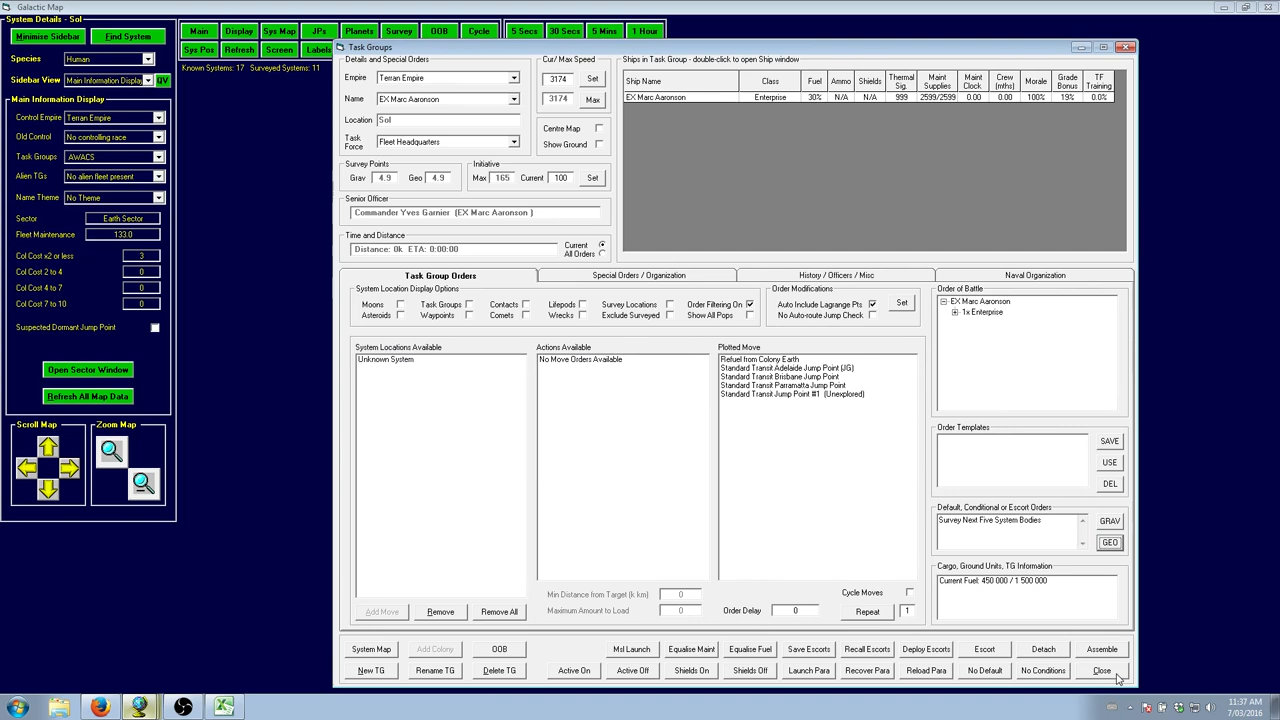 Galactic Map
System Details - Sol
Minimise Sidebar
Find System
Species
Human
Sidebar View
Main Information Display
QV
Main Information Display
Control Empire
Terran Empire
Old Control
No controlling race
Task Groups
AWACS
Alien TGs
No alien fleet present
Name Theme
No Theme
Sector
Earth Sector
Fleet Maintenance
133.0
Col Cost x2 or less
3
Col Cost 2 to 4
0
Col Cost 4 to 7
0
Col Cost 7 to 10
0
Suspected Dormant Jump Point
Open Sector Window
Refresh All Map Data
Scroll Map
Zoom Map
Main
Display
Sys Map
JPs
Planets
Survey
OOB
Cycle
5 Secs
30 Secs
5 Mins
1 Hour
Sys Pos
Refresh
Screen
Labels
Known Systems: 17 Surveyed Systems: 11
Task Groups
Details and Special Orders
Empire
Terran Empire
Name
EX Marc Aaronson
Location
Sol
Task Force
Fleet Headquarters
Cur/ Max Speed
3174
Set
3174
Max
Centre Map
Show Ground
Survey Points
Grav
4.9
Geo
4.9
Initiative
Max
165
Current
100
Set
Senior Officer
Commander Yves Garnier (EX Marc Aaronson )
Time and Distance
Distance: 0k ETA: 0:00:00
Current
All Orders
Ships in Task Group - double-click to open Ship window
Ship Name Class Fuel Ammo Shields Thermal Sig. Maint Supplies Maint Clock Crew (mths) Morale Grade Bonus TF Training
EX Marc Aaronson Enterprise 30% N/A N/A 999 2599/2599 0.00 0.00 100% 19% 0.0%
Task Group Orders
Special Orders / Organization
History / Officers / Misc
Naval Organization
System Location Display Options
Moons
Task Groups
Contacts
Lifepods
Survey Locations
Order Filtering On
Asteroids
Waypoints
Comets
Wrecks
Exclude Surveyed
Show All Pops
Order Modifications
Auto Include Lagrange Pts
No Auto-route Jump Check
Set
System Locations Available
Unknown System
Actions Available
No Move Orders Available
Plotted Move
Refuel from Colony Earth
Standard Transit Adelaide Jump Point (JG)
Standard Transit Brisbane Jump Point
Standard Transit Parramatta Jump Point
Standard Transit Jump Point #1 (Unexplored)
Add Move
Remove
Remove All
Min Distance from Target (k km)
0
Maximum Amount to Load
0
Order Delay
0
Cycle Moves
Repeat
1
Order of Battle
EX Marc Aaronson
1x Enterprise
Order Templates
SAVE
USE
DEL
Default, Conditional or Escort Orders
Survey Next Five System Bodies
GRAV
GEO
Cargo, Ground Units, TG Information
Current Fuel: 450 000 / 1 500 000
System Map
Add Colony
OOB
Msl Launch
Equalise Maint
Equalise Fuel
Save Escorts
Recall Escorts
Deploy Escorts
Escort
Detach
Assemble
New TG
Rename TG
Delete TG
Active On
Active Off
Shields On
Shields Off
Launch Para
Recover Para
Reload Para
No Default
No Conditions
Close
11:37 AM
7/03/2016